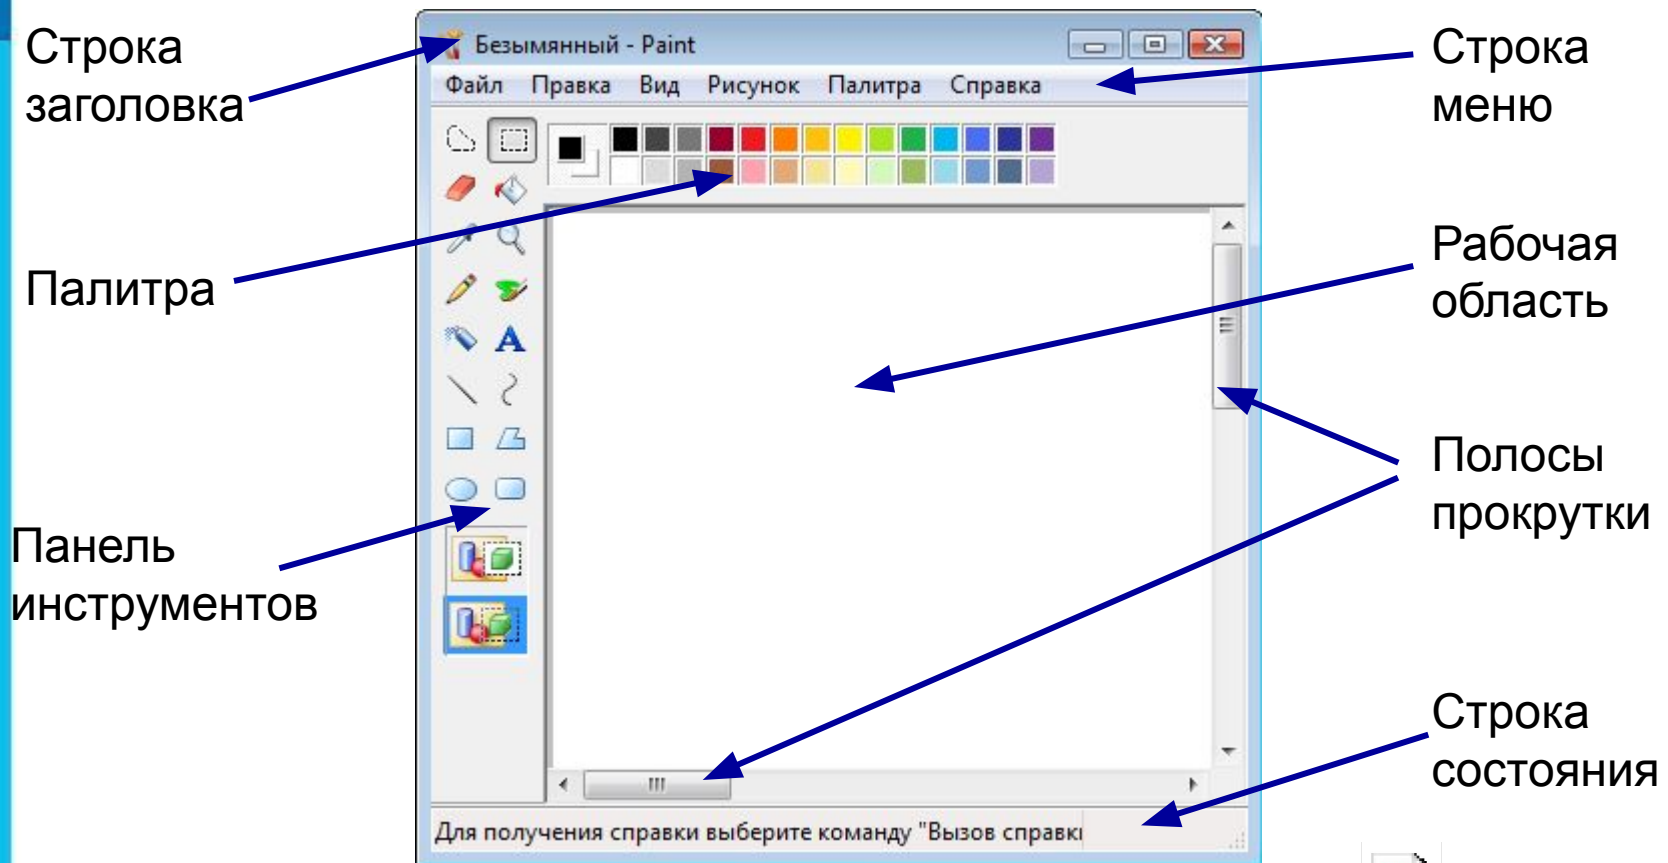 Строка
заголовка
Безымянный - Paint
Строка
меню
Файл Правка Вид Рисунок Палитра Справка
Палитра
A
Рабочая
область
Полосы
прокрутки
Панель
инструментов
Строка
состояния
Для получения справки выберите команду "Вызов справки